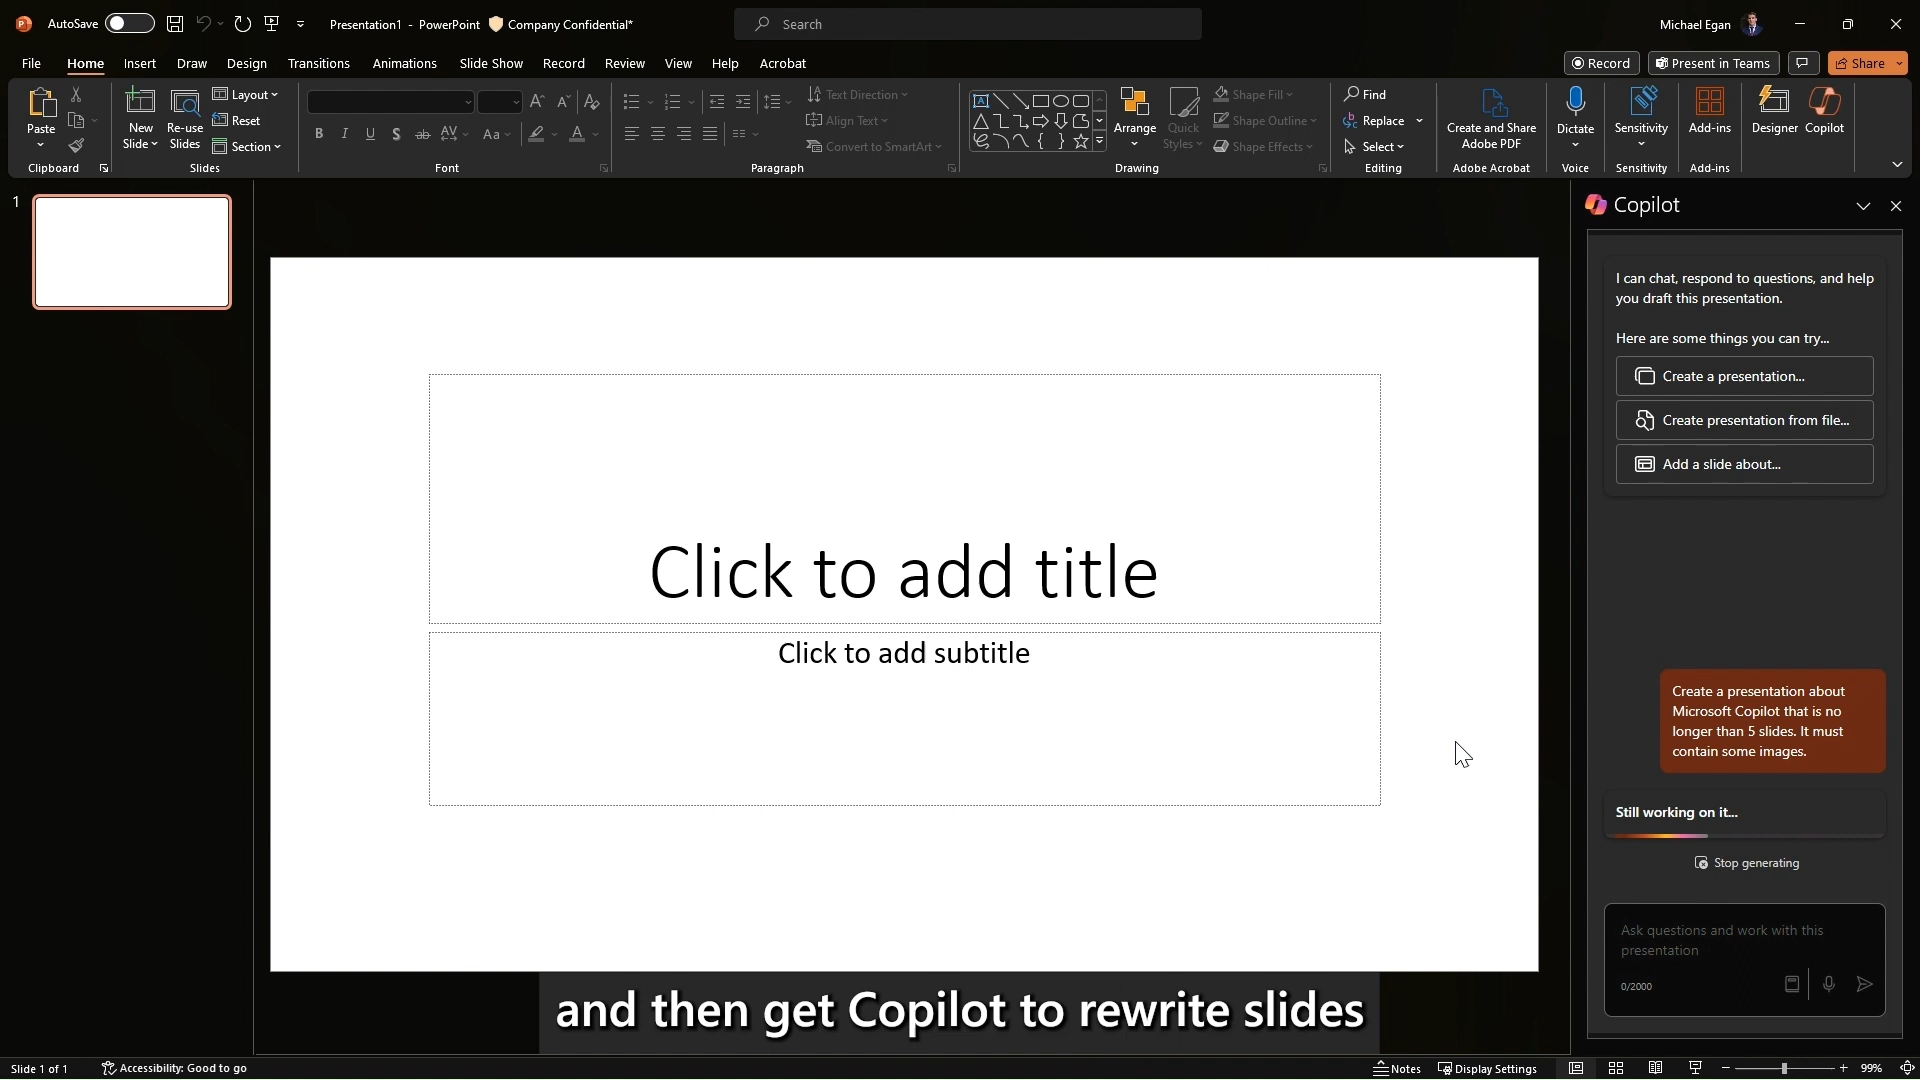 AutoSave
Presentation1 - PowerPoint
Company Confidential*
Search
Michael Egan
File
Home
Insert
Draw
Design
Transitions
Animations
Slide Show
Record
Review
View
Help
Acrobat
Record
Present in Teams
Share
Paste
Clipboard
New
Slide
Re-use
Slides
Layout
Reset
Section
Slides
B I U S ab AV Aa A
Font
Text Direction
Align Text
Convert to SmartArt
Paragraph
Arrange
Quick
Styles
Shape Fill
Shape Outline
Shape Effects
Drawing
Find
Replace
Select
Editing
Create and Share
Adobe PDF
Adobe Acrobat
Dictate
Voice
Sensitivity
Sensitivity
Add-ins
Add-ins
Designer
Copilot
1
Click to add title
Click to add subtitle
Copilot
I can chat, respond to questions, and help
you draft this presentation.
Here are some things you can try...
Create a presentation...
Create presentation from file...
Add a slide about...
Create a presentation about
Microsoft Copilot that is no
longer than 5 slides. It must
contain some images.
Still working on it...
Stop generating
Ask questions and work with this
presentation
0/2000
and then get Copilot to rewrite slides
Slide 1 of 1
Accessibility: Good to go
Notes
Display Settings
99%